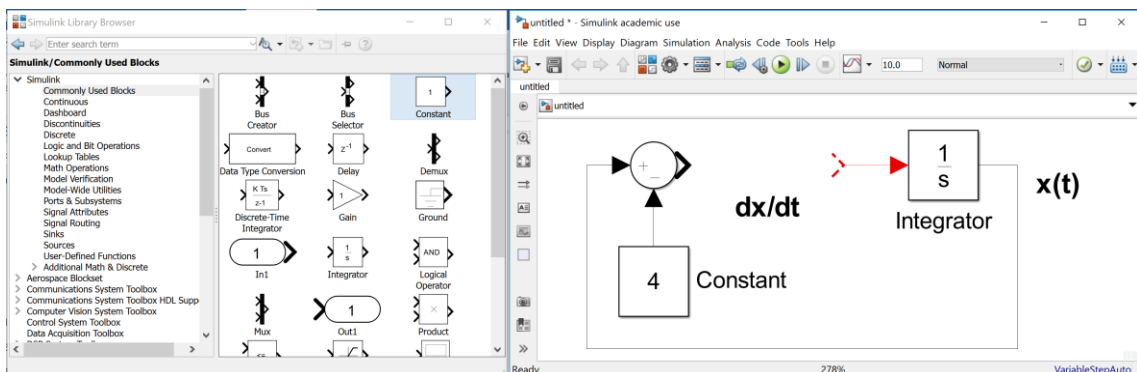 Simulink Library Browser
Enter search term
Simulink/Commonly Used Blocks
Simulink
Commonly Used Blocks
Continuous
Dashboard
Discontinuities
Discrete
Logic and Bit Operations
Lookup Tables
Math Operations
Model Verification
Model-Wide Utilities
Ports & Subsystems
Signal Attributes
Signal Routing
Sinks
Sources
User-Defined Functions
Additional Math & Discrete
Aerospace Blockset
Communications System Toolbox
Communications System Toolbox HDL Supp
Computer Vision System Toolbox
Control System Toolbox
Data Acquisition Toolbox
Bus
Creator
Bus
Selector
1
Constant
Convert
Data Type Conversion
z-1
Delay
Demux
K Ts
z-1
Discrete-Time
Integrator
1
Gain
Ground
1
In1
1
s
Integrator
AND
Logical
Operator
Mux
1
Out1
×
Product
untitled * - Simulink academic use
File Edit View Display Diagram Simulation Analysis Code Tools Help
10.0
Normal
untitled
untitled
+
−
dx/dt
4
Constant
1
s
Integrator
x(t)
Ready
278%
VariableStepAuto